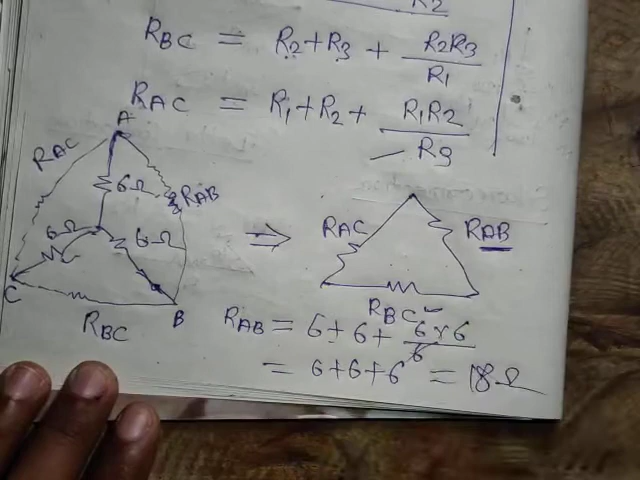 R2
RBC = R2+R3 + R2R3/R1
RAC = R1+R2 + R1R2/R3
A
RAC
6Ω
RAB
6Ω
6Ω
C
B
RBC
⇒
RAC
RAB
RBC
RAB = 6+6+ 6×6/6
= 6+6+6 = 18Ω